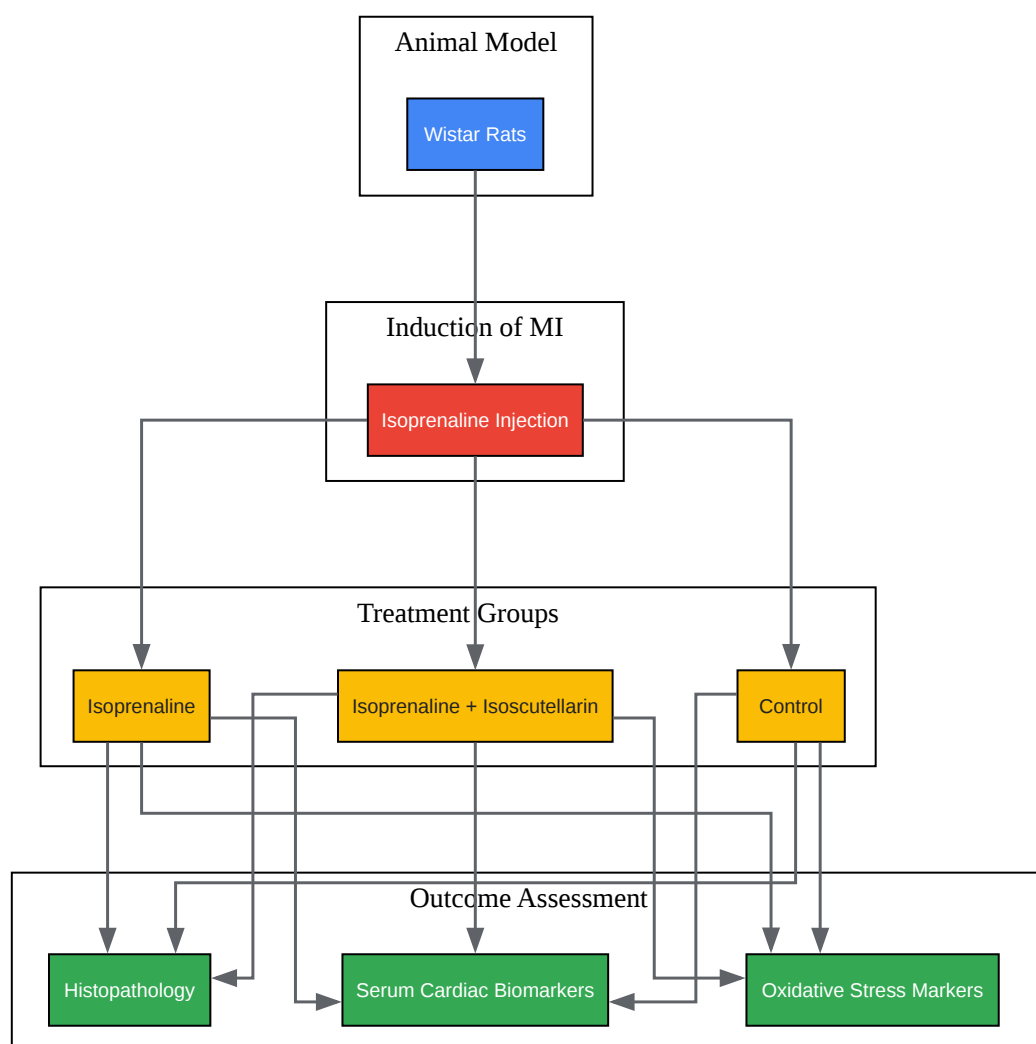 Animal Model
Wistar Rats
Induction of MI
Isoprenaline Injection
Treatment Groups
Isoprenaline
Isoprenaline + Isoscutellarin
Control
Outcome Assessment
Histopathology
Serum Cardiac Biomarkers
Oxidative Stress Markers